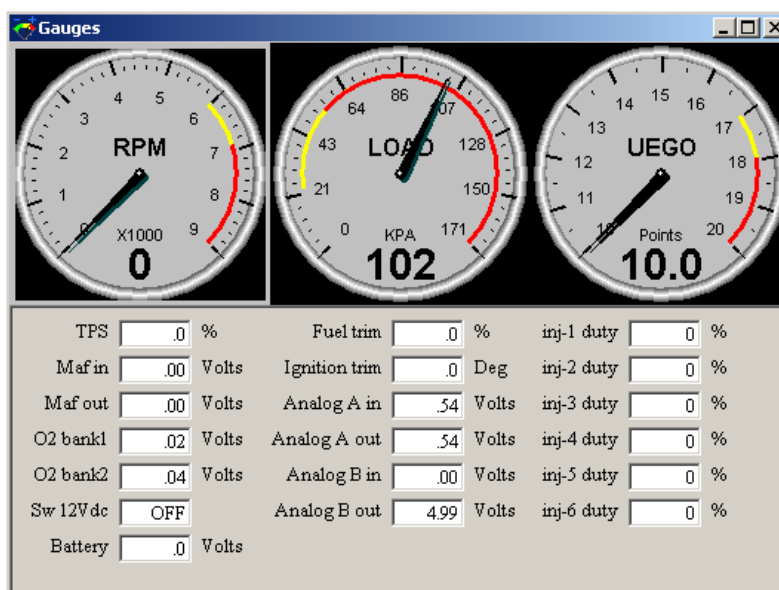 Gauges
0 1 2 3 4 5 6 7 8 9
RPM
X1000
0
0 21 43 64 86 107 128 150 171
LOAD
KPA
102
10 11 12 13 14 15 16 17 18 19 20
UEGO
Points
10.0
TPS .0 % Fuel trim .0 % inj-1 duty 0 %
Maf in .00 Volts Ignition trim .0 Deg inj-2 duty 0 %
Maf out .00 Volts Analog A in .54 Volts inj-3 duty 0 %
O2 bank1 .02 Volts Analog A out .54 Volts inj-4 duty 0 %
O2 bank2 .04 Volts Analog B in .00 Volts inj-5 duty 0 %
Sw 12Vdc OFF Analog B out 4.99 Volts inj-6 duty 0 %
Battery .0 Volts